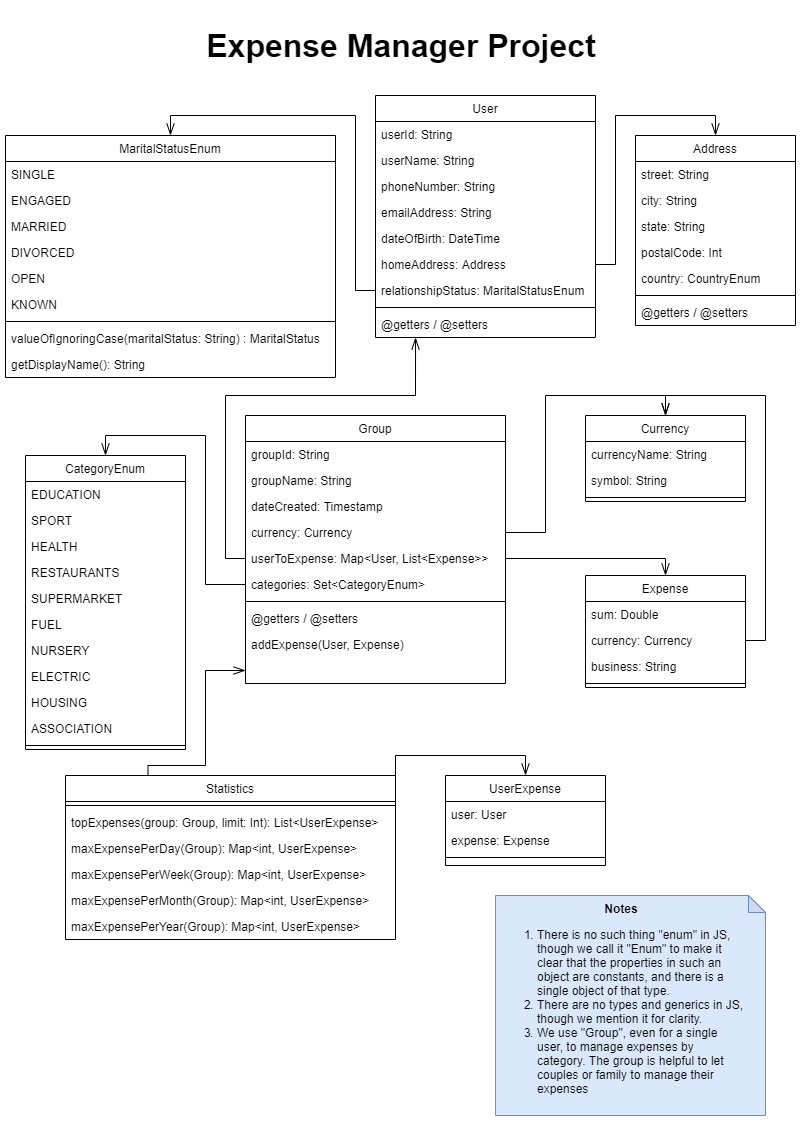 Expense Manager Project
User
userId: String
userName: String
phoneNumber: String
emailAddress: String
dateOfBirth: DateTime
homeAddress: Address
relationshipStatus: MaritalStatusEnum
@getters / @setters
MaritalStatusEnum
SINGLE
ENGAGED
MARRIED
DIVORCED
OPEN
KNOWN
valueOfIgnoringCase(maritalStatus: String) : MaritalStatus
getDisplayName(): String
Address
street: String
city: String
state: String
postalCode: Int
country: CountryEnum
@getters / @setters
Group
groupId: String
groupName: String
dateCreated: Timestamp
currency: Currency
userToExpense: Map<User, List<Expense>>
categories: Set<CategoryEnum>
@getters / @setters
addExpense(User, Expense)
Currency
currencyName: String
symbol: String
CategoryEnum
EDUCATION
SPORT
HEALTH
RESTAURANTS
SUPERMARKET
FUEL
NURSERY
ELECTRIC
HOUSING
ASSOCIATION
Expense
sum: Double
currency: Currency
business: String
Statistics
topExpenses(group: Group, limit: Int): List<UserExpense>
maxExpensePerDay(Group): Map<int, UserExpense>
maxExpensePerWeek(Group): Map<int, UserExpense>
maxExpensePerMonth(Group): Map<int, UserExpense>
maxExpensePerYear(Group): Map<int, UserExpense>
UserExpense
user: User
expense: Expense
Notes
1. There is no such thing "enum" in JS,
though we call it "Enum" to make it
clear that the properties in such an
object are constants, and there is a
single object of that type.
2. There are no types and generics in JS,
though we mention it for clarity.
3. We use "Group", even for a single
user, to manage expenses by
category. The group is helpful to let
couples or family to manage their
expenses